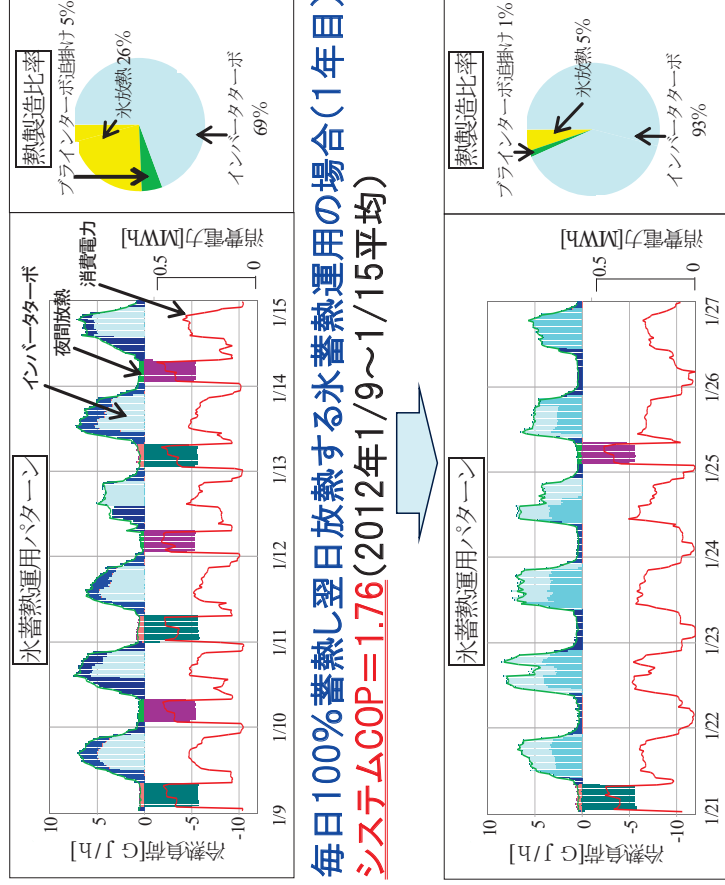 氷蓄熱運用パターン
冷熱負荷[GJ/h]
10
5
0
-5
-10
1/9
1/10
1/11
1/12
1/13
1/14
1/15
インバータターボ
夜間放熱
消費電力
消費電力[MWh]
0.5
0
熱製造比率
ブラインターボ追掛け 5%
氷放熱 26%
インバータターボ
69%
毎日100%蓄熱し翌日放熱する氷蓄熱運用の場合(1年目)
システムCOP=1.76(2012年1/9～1/15平均)
氷蓄熱運用パターン
冷熱負荷[GJ/h]
10
5
0
-5
-10
1/21
1/22
1/23
1/24
1/25
1/26
1/27
消費電力[MWh]
0.5
0
熱製造比率
ブラインターボ追掛け 1%
氷放熱 5%
インバータターボ
93%